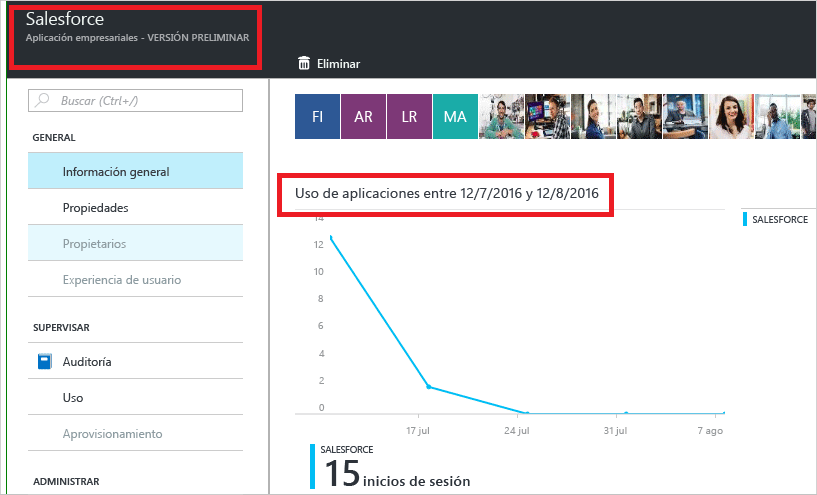 Salesforce
Aplicación empresariales - VERSIÓN PRELIMINAR
Eliminar
Buscar (Ctrl+/)
GENERAL
Información general
Propiedades
Propietarios
Experiencia de usuario
SUPERVISAR
Auditoría
Uso
Aprovisionamiento
ADMINISTRAR
FI AR LR MA
Uso de aplicaciones entre 12/7/2016 y 12/8/2016
SALESFORCE
14
12
10
8
6
4
2
0
17 jul 24 jul 31 jul 7 ago
SALESFORCE
15 inicios de sesión